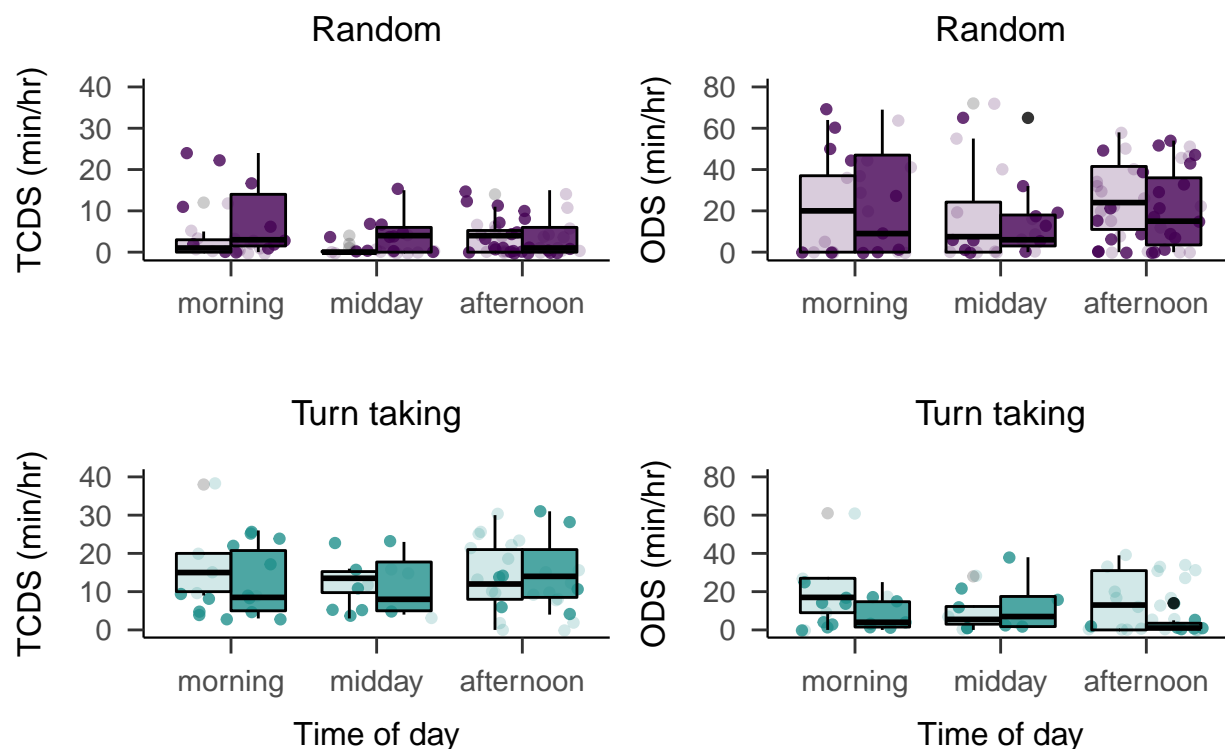 Random
TCDS (min/hr)
40
30
20
10
0
morning midday afternoon
Random
ODS (min/hr)
80
60
40
20
0
morning midday afternoon
Turn taking
TCDS (min/hr)
40
30
20
10
0
morning midday afternoon
Time of day
Turn taking
ODS (min/hr)
80
60
40
20
0
morning midday afternoon
Time of day